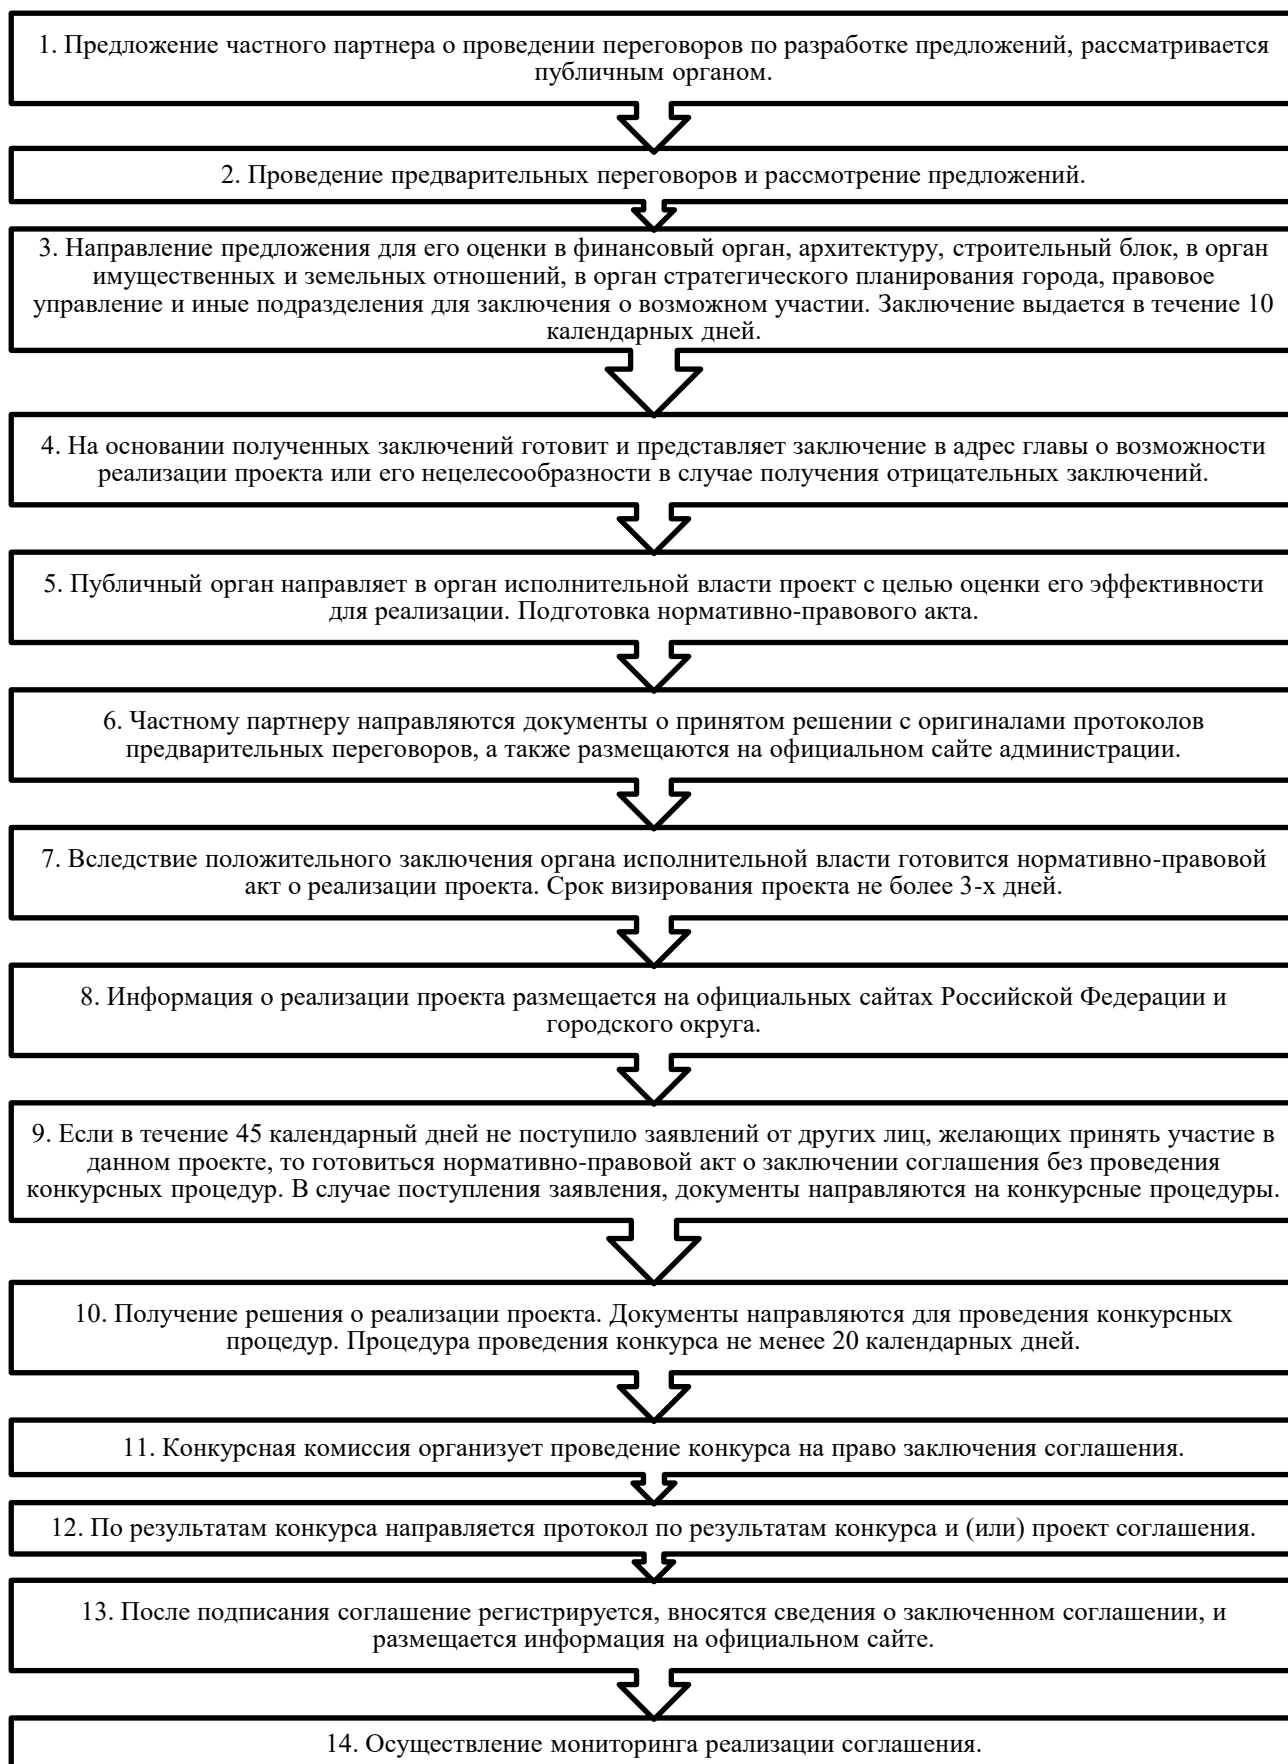 1. Предложение частного партнера о проведении переговоров по разработке предложений, рассматривается
публичным органом.
2. Проведение предварительных переговоров и рассмотрение предложений.
3. Направление предложения для его оценки в финансовый орган, архитектуру, строительный блок, в орган
имущественных и земельных отношений, в орган стратегического планирования города, правовое
управление и иные подразделения для заключения о возможном участии. Заключение выдается в течение 10
календарных дней.
4. На основании полученных заключений готовит и представляет заключение в адрес главы о возможности
реализации проекта или его нецелесообразности в случае получения отрицательных заключений.
5. Публичный орган направляет в орган исполнительной власти проект с целью оценки его эффективности
для реализации. Подготовка нормативно-правового акта.
6. Частному партнеру направляются документы о принятом решении с оригиналами протоколов
предварительных переговоров, а также размещаются на официальном сайте администрации.
7. Вследствие положительного заключения органа исполнительной власти готовится нормативно-правовой
акт о реализации проекта. Срок визирования проекта не более 3-х дней.
8. Информация о реализации проекта размещается на официальных сайтах Российской Федерации и
городского округа.
9. Если в течение 45 календарный дней не поступило заявлений от других лиц, желающих принять участие в
данном проекте, то готовиться нормативно-правовой акт о заключении соглашения без проведения
конкурсных процедур. В случае поступления заявления, документы направляются на конкурсные процедуры.
10. Получение решения о реализации проекта. Документы направляются для проведения конкурсных
процедур. Процедура проведения конкурса не менее 20 календарных дней.
11. Конкурсная комиссия организует проведение конкурса на право заключения соглашения.
12. По результатам конкурса направляется протокол по результатам конкурса и (или) проект соглашения.
13. После подписания соглашение регистрируется, вносятся сведения о заключенном соглашении, и
размещается информация на официальном сайте.
14. Осуществление мониторинга реализации соглашения.